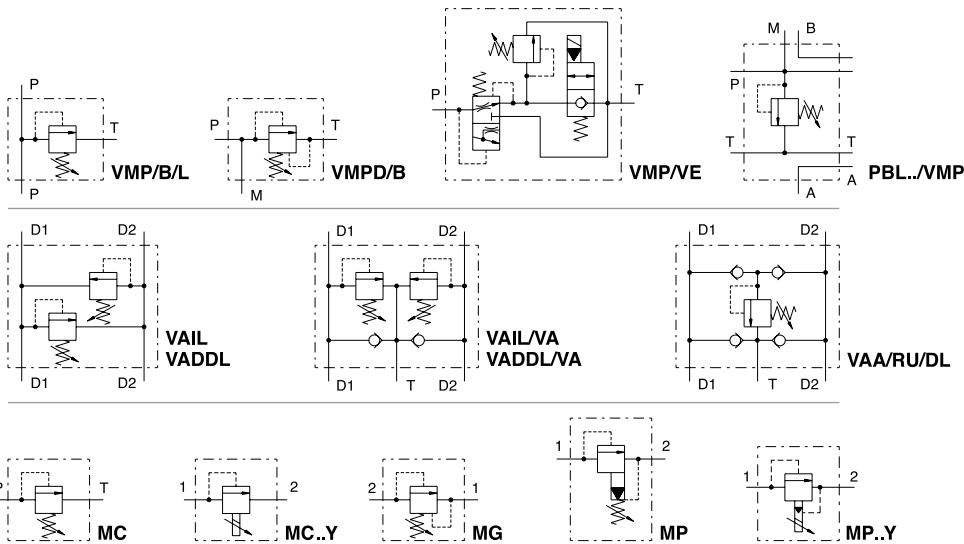 P
T
P
VMP/B/L
P
T
M
VMPD/B
P
T
VMP/VE
M B
T T
A A
PBL../VMP
D1 D2
D1 D2
VAIL
VADDL
D1 D2
D1 T D2
VAIL/VA
VADDL/VA
D1 D2
D1 T D2
VAA/RU/DL
P T
MC
1 2
MC..Y
2 1
MG
1 2
MP
1 2
MP..Y